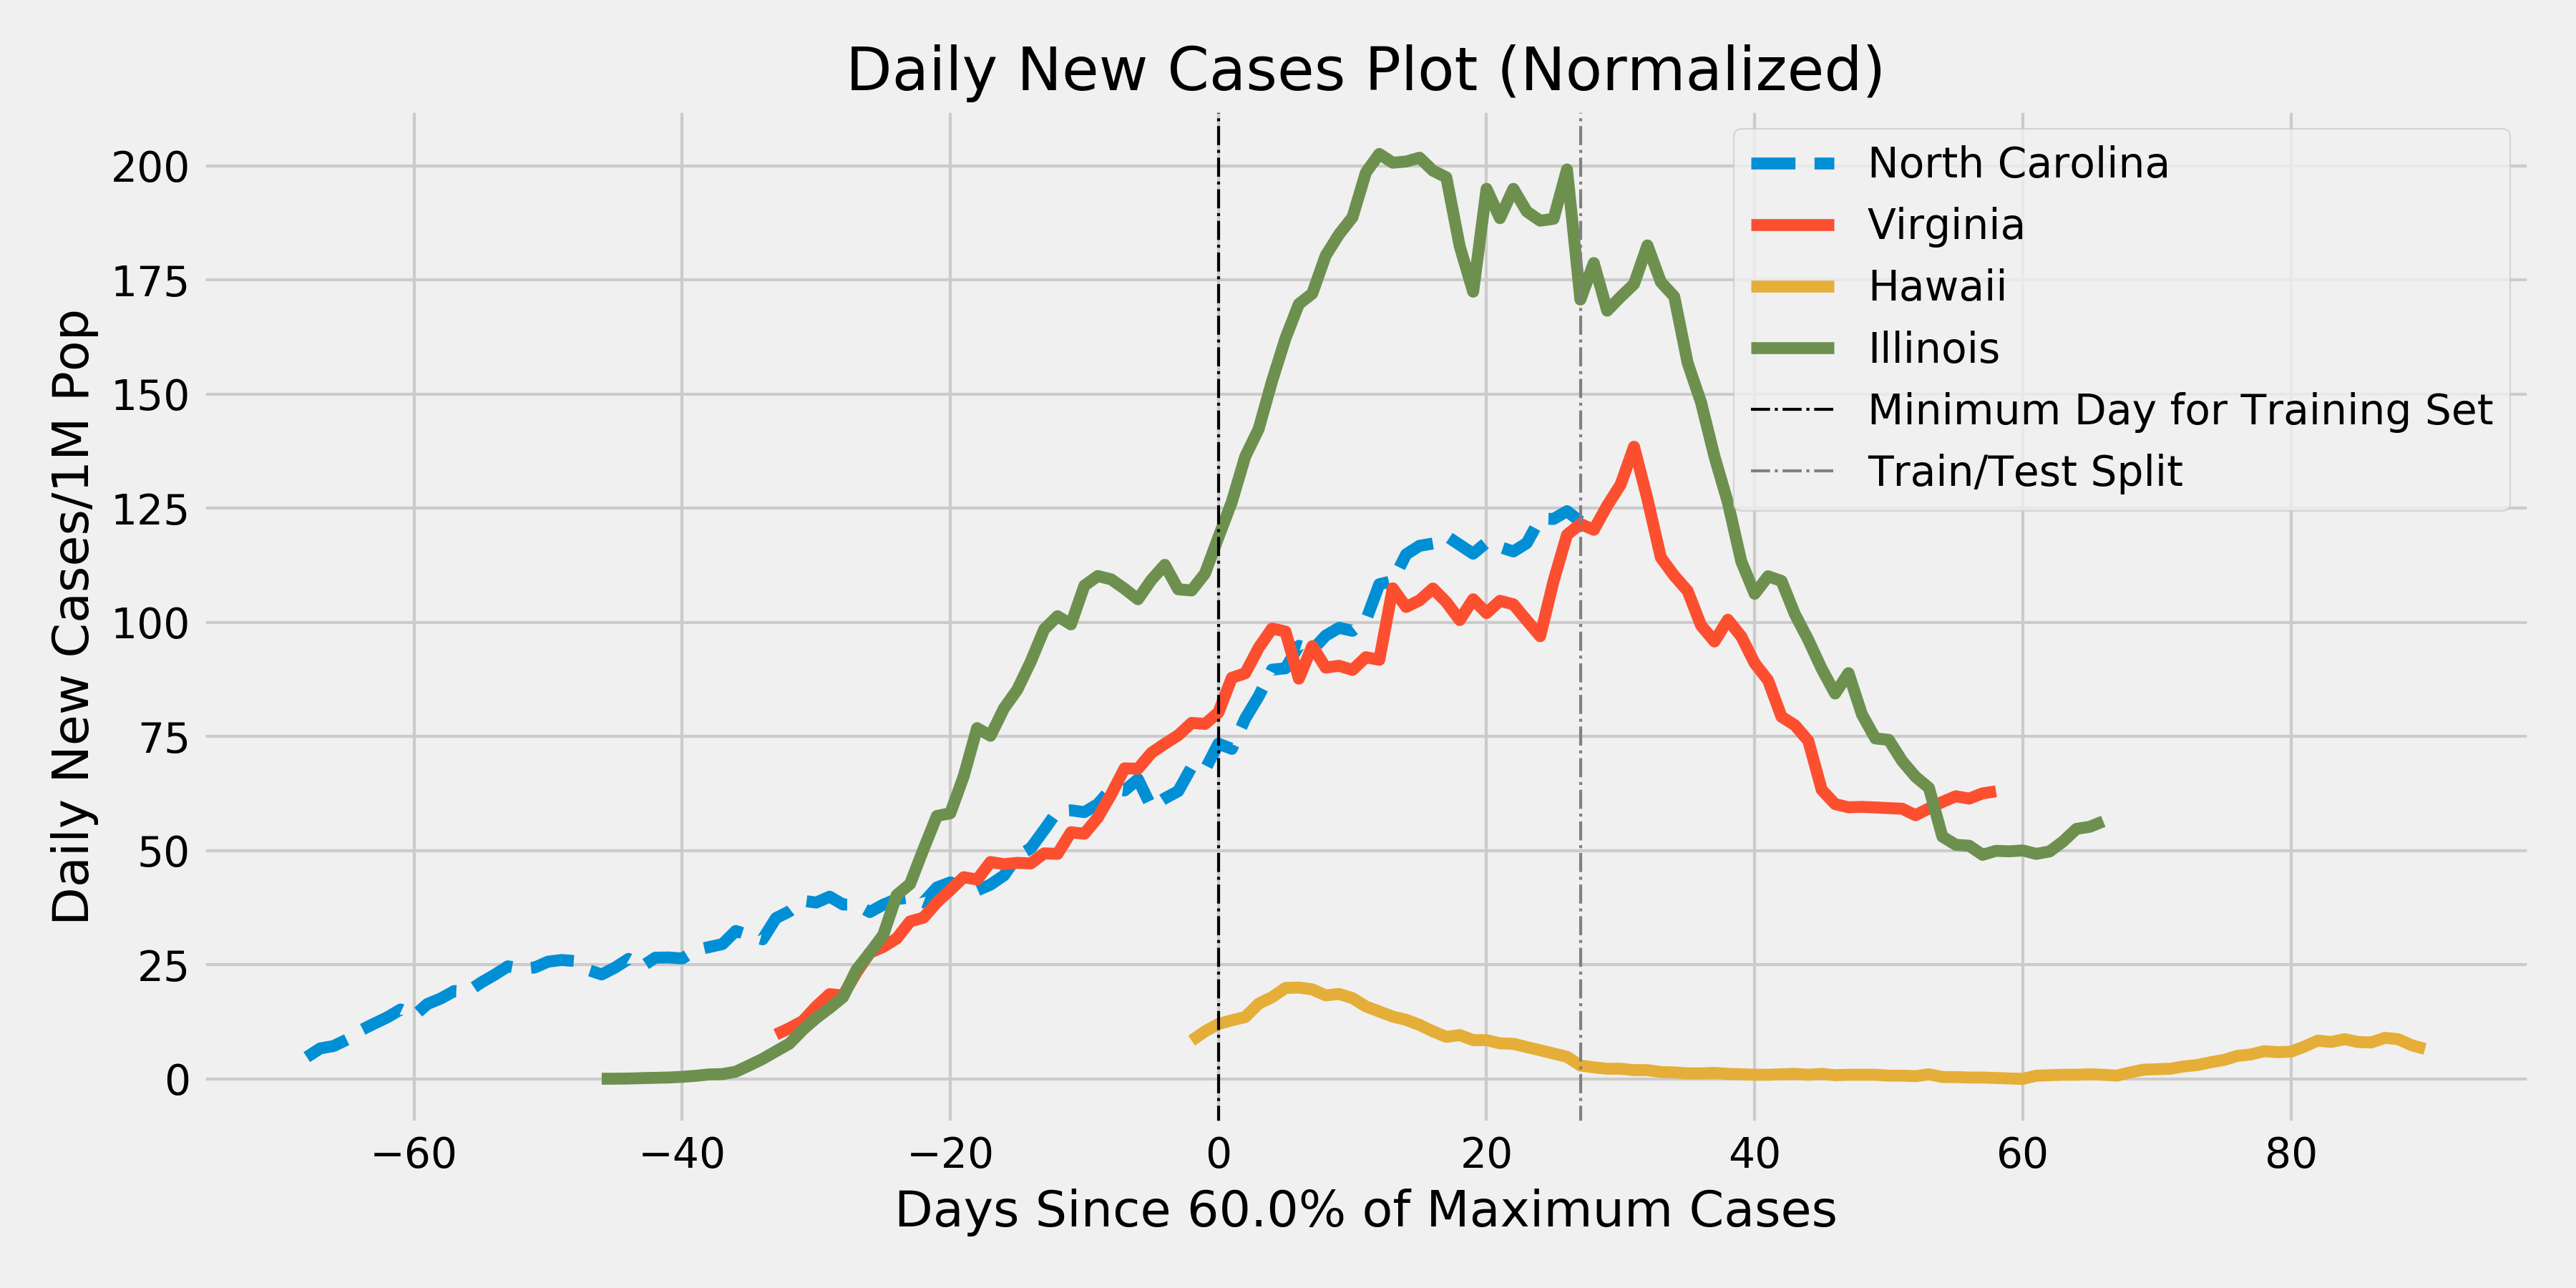 Daily New Cases Plot (Normalized)
200
175
150
125
100
75
50
25
0
Daily New Cases/1M Pop
North Carolina
Virginia
Hawaii
Illinois
Minimum Day for Training Set
Train/Test Split
−60 −40 −20 0 20 40 60 80
Days Since 60.0% of Maximum Cases